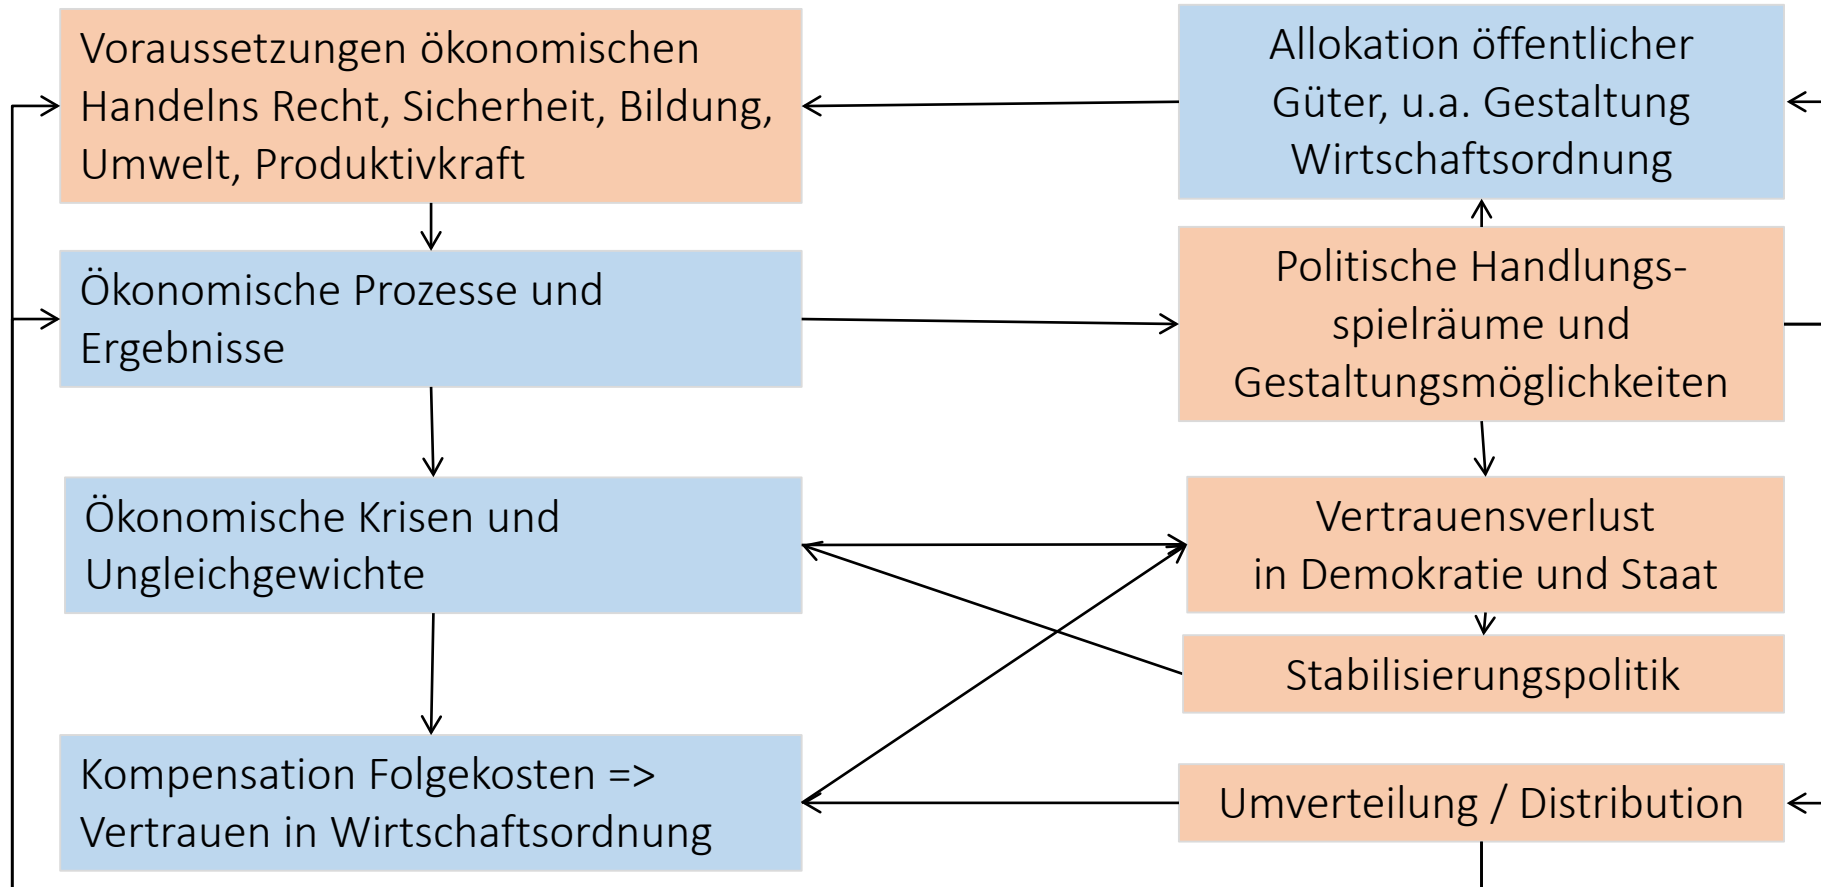 Voraussetzungen ökonomischen
Handelns Recht, Sicherheit, Bildung,
Umwelt, Produktivkraft
Allokation öffentlicher
Güter, u.a. Gestaltung
Wirtschaftsordnung
Ökonomische Prozesse und
Ergebnisse
Politische Handlungs-
spielräume und
Gestaltungsmöglichkeiten
Ökonomische Krisen und
Ungleichgewichte
Vertrauensverlust
in Demokratie und Staat
Stabilisierungspolitik
Kompensation Folgekosten =>
Vertrauen in Wirtschaftsordnung
Umverteilung / Distribution